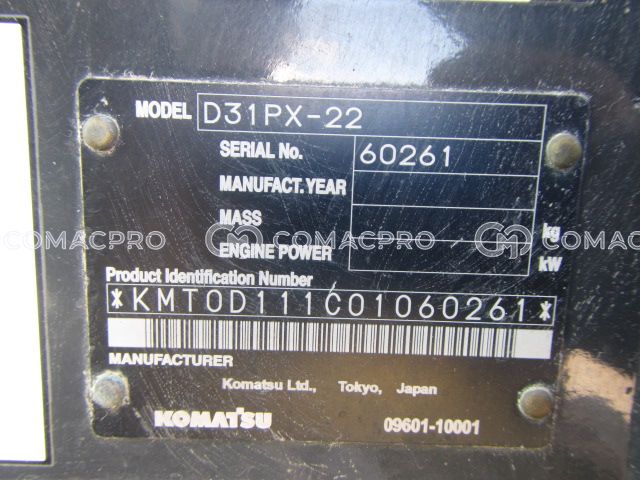 MODEL D31PX-22
SERIAL No. 60261
MANUFACT. YEAR
MASS kg
COMACPRO COMACPRO COMACPRO
ENGINE POWER kW
Product Identification Number
*KMT0D111C01060261*
MANUFACTURER
Komatsu Ltd., Tokyo, Japan
KOMATSU 09601-10001